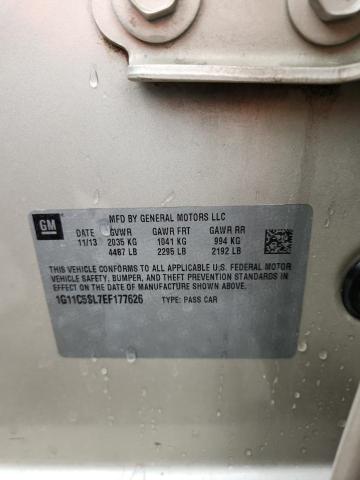 GM
MFD BY GENERAL MOTORS LLC
DATE GVWR GAWR FRT GAWR RR
11/13 2035 KG 1041 KG 994 KG
4487 LB 2295 LB 2192 LB
THIS VEHICLE CONFORMS TO ALL APPLICABLE U.S. FEDERAL MOTOR
VEHICLE SAFETY, BUMPER, AND THEFT PREVENTION STANDARDS IN
EFFECT ON THE DATE OF MANUFACTURE SHOWN ABOVE.
1G11C5SL7EF177626 TYPE: PASS CAR